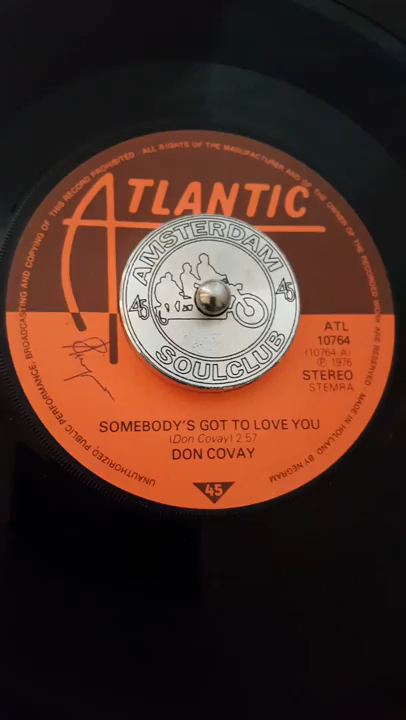 UNAUTHORIZED PUBLIC PERFORMANCE, BROADCASTING AND COPYING OF THIS RECORD PROHIBITED · ALL RIGHTS OF THE MANUFACTURER AND OF THE OWNER OF THE RECORDED WORK ARE RESERVED · MADE IN HOLLAND BY NEGRAM
ATLANTIC
AMSTERDAM
45 45
SOULCLUB
ATL
10764
(10764-A)
℗ 1976
STEREO
STEMRA
SOMEBODY'S GOT TO LOVE YOU
(Don Covay) 2:57
DON COVAY
45